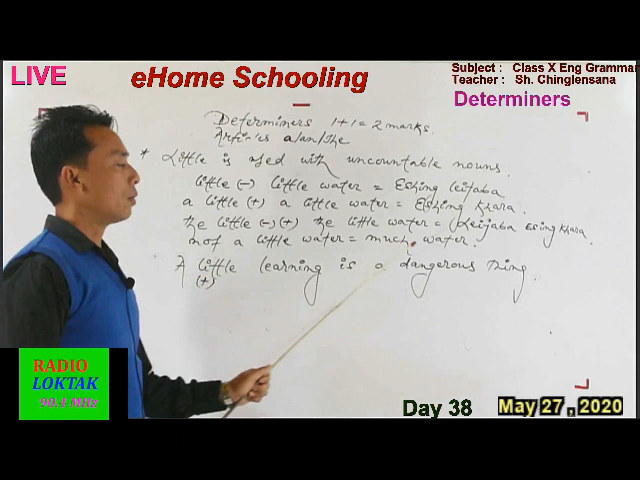 LIVE
eHome Schooling
Subject : Class X Eng Grammar
Teacher : Sh. Chinglensana
Determiners
Determiners 1+1=2 marks.
Articles a/an/the
* Little is used with uncountable nouns.
little (-) little water = Eshing leitaba
a little (+) a little water = Eshing khara.
the little (-) (+) the little water = Leijaba esing khara.
not a little water = much water.
A little learning is a dangerous thing.
(+)
RADIO
LOKTAK
90.4 MHz
Day 38
May 27, 2020